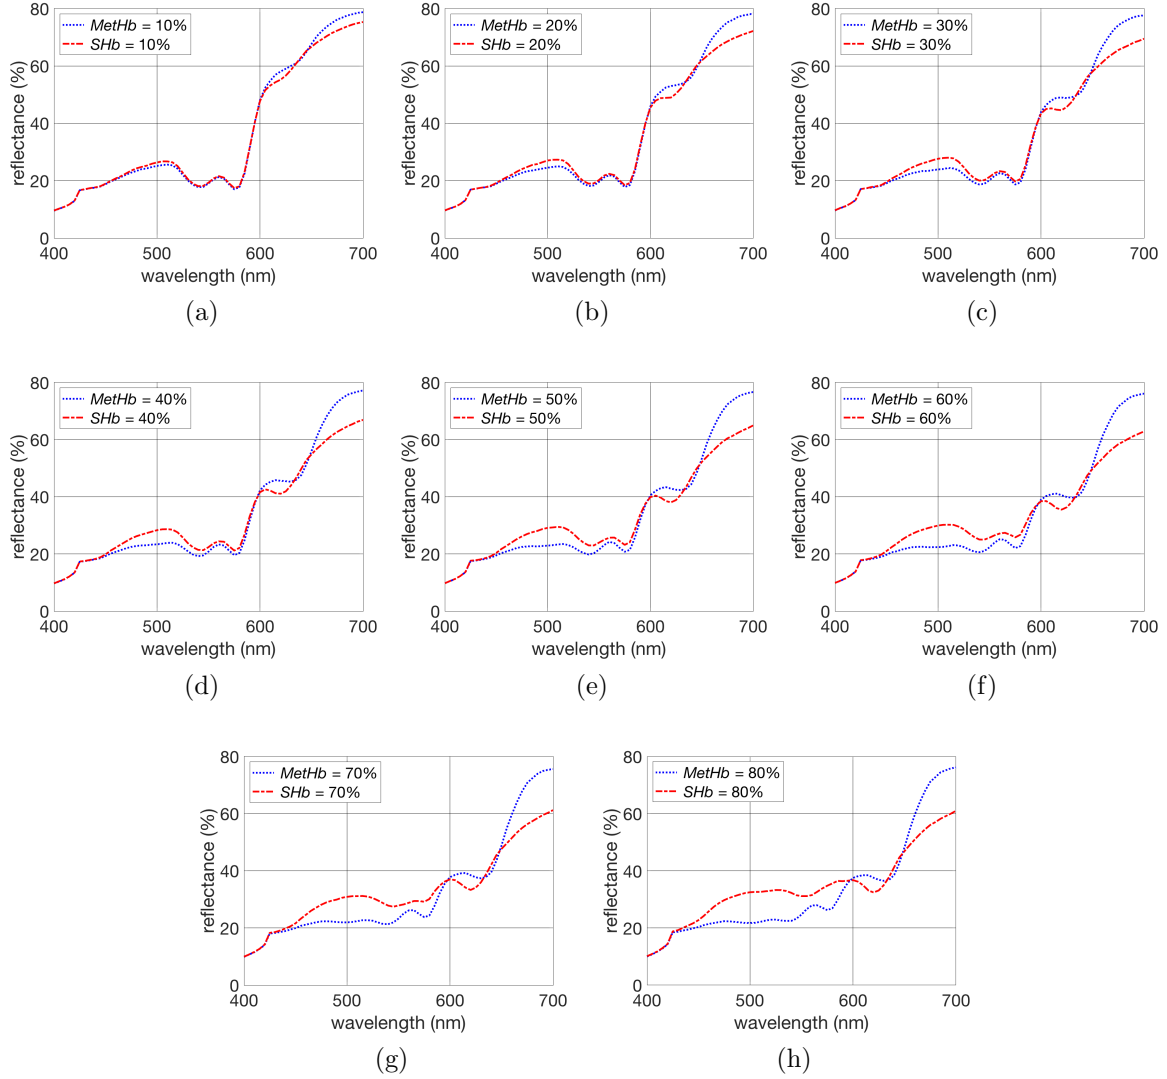 80
60
40
20
0
reflectance (%)
MetHb = 10%
SHb = 10%
400 500 600 700
wavelength (nm)
(a)
80
60
40
20
0
reflectance (%)
MetHb = 20%
SHb = 20%
400 500 600 700
wavelength (nm)
(b)
80
60
40
20
0
reflectance (%)
MetHb = 30%
SHb = 30%
400 500 600 700
wavelength (nm)
(c)
80
60
40
20
0
reflectance (%)
MetHb = 40%
SHb = 40%
400 500 600 700
wavelength (nm)
(d)
80
60
40
20
0
reflectance (%)
MetHb = 50%
SHb = 50%
400 500 600 700
wavelength (nm)
(e)
80
60
40
20
0
reflectance (%)
MetHb = 60%
SHb = 60%
400 500 600 700
wavelength (nm)
(f)
80
60
40
20
0
reflectance (%)
MetHb = 70%
SHb = 70%
400 500 600 700
wavelength (nm)
(g)
80
60
40
20
0
reflectance (%)
MetHb = 80%
SHb = 80%
400 500 600 700
wavelength (nm)
(h)